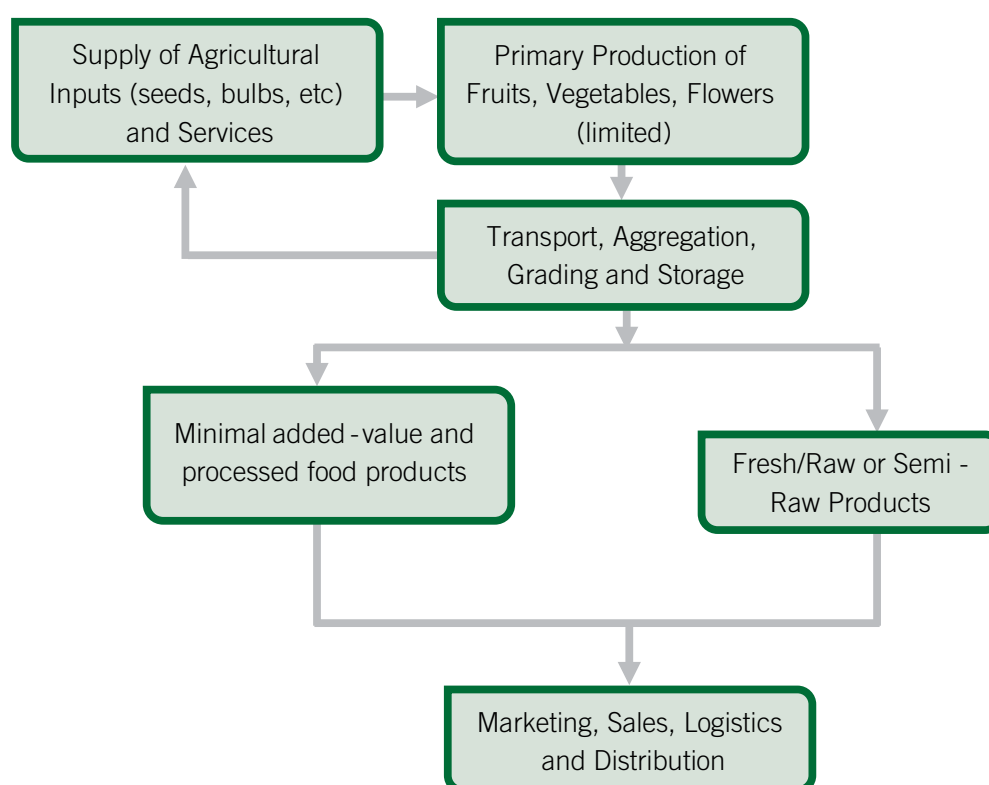 Supply of Agricultural
Inputs (seeds, bulbs, etc)
and Services
Primary Production of
Fruits, Vegetables, Flowers
(limited)
Transport, Aggregation,
Grading and Storage
Minimal added-value and
processed food products
Fresh/Raw or Semi -
Raw Products
Marketing, Sales, Logistics
and Distribution